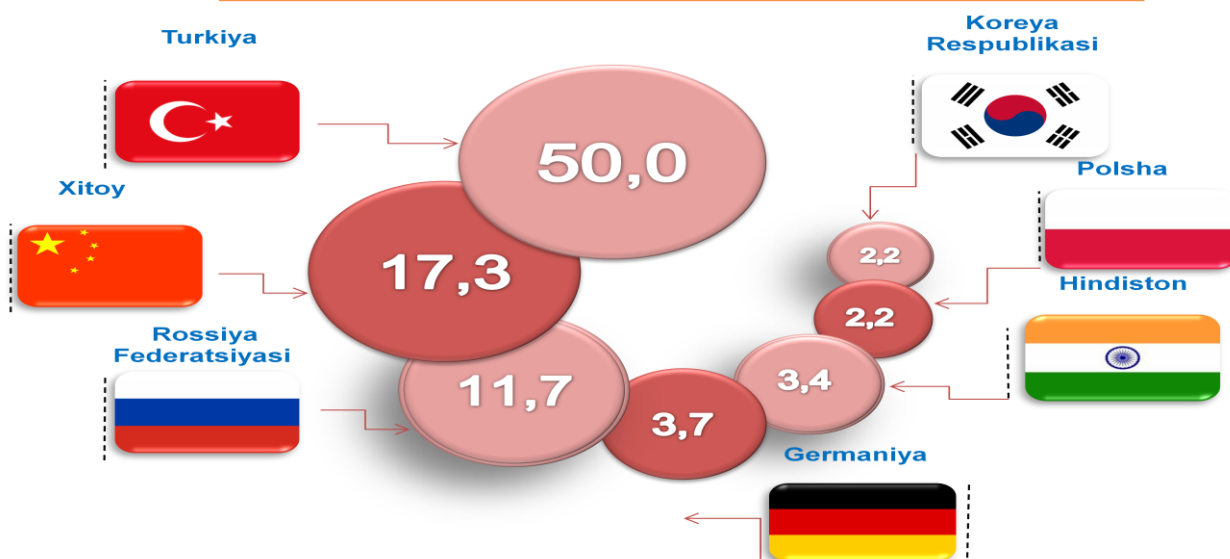 Turkiya
50,0
Xitoy
17,3
Rossiya
Federatsiyasi
11,7
Germaniya
3,7
Hindiston
3,4
Polsha
2,2
Koreya
Respublikasi
2,2